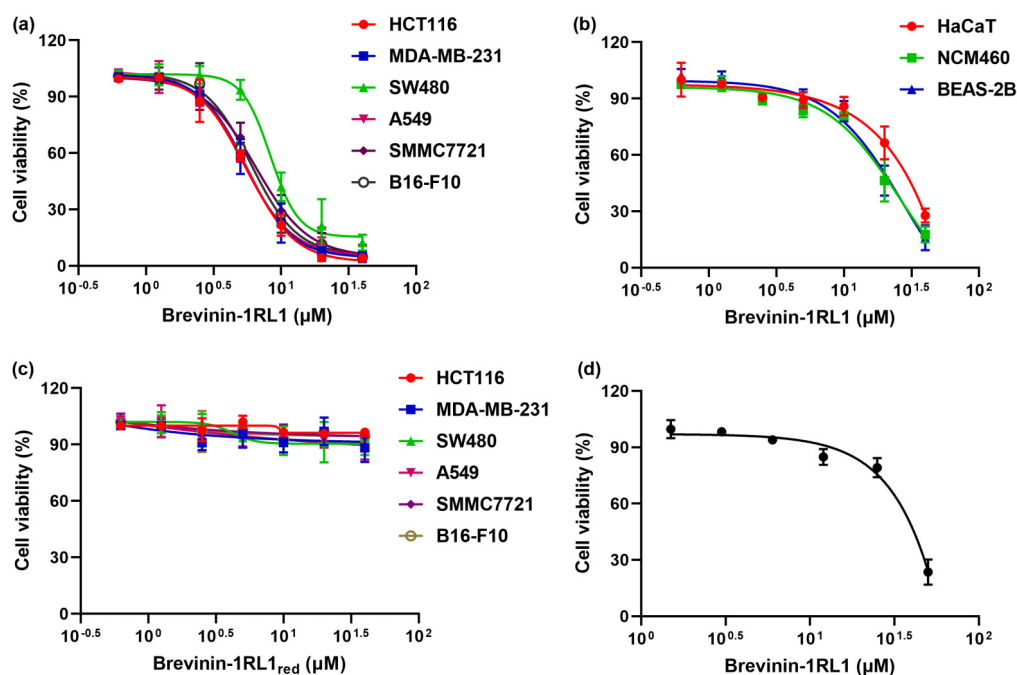 (a)
HCT116
MDA-MB-231
SW480
A549
SMMC7721
B16-F10
Cell viability (%)
120
90
60
30
0
10^-0.5 10^0 10^0.5 10^1 10^1.5 10^2
Brevinin-1RL1 (μM)
(b)
HaCaT
NCM460
BEAS-2B
Cell viability (%)
120
90
60
30
0
10^-0.5 10^0 10^0.5 10^1 10^1.5 10^2
Brevinin-1RL1 (μM)
(c)
HCT116
MDA-MB-231
SW480
A549
SMMC7721
B16-F10
Cell viability (%)
120
90
60
30
0
10^-0.5 10^0 10^0.5 10^1 10^1.5 10^2
Brevinin-1RL1red (μM)
(d)
Cell viability (%)
120
90
60
30
0
10^0 10^0.5 10^1 10^1.5 10^2
Brevinin-1RL1 (μM)